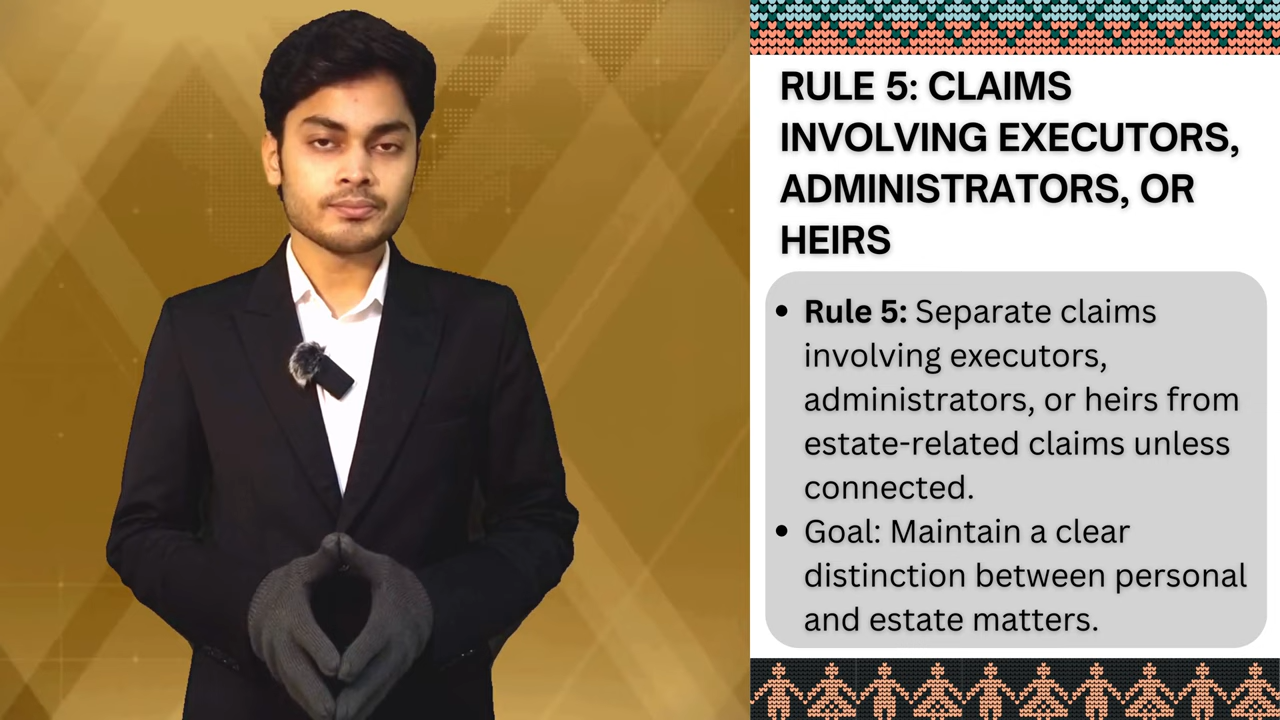 RULE 5: CLAIMS
INVOLVING EXECUTORS,
ADMINISTRATORS, OR
HEIRS
• Rule 5: Separate claims
involving executors,
administrators, or heirs from
estate-related claims unless
connected.
• Goal: Maintain a clear
distinction between personal
and estate matters.